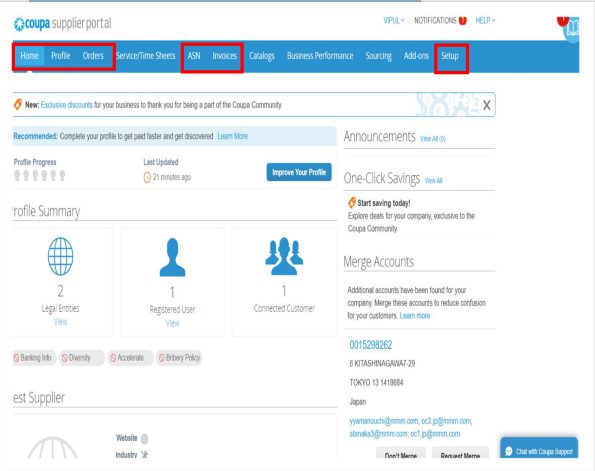 coupa supplier portal
VIPUL NOTIFICATIONS 1 HELP
Home Profile Orders Service/Time Sheets ASN Invoices Catalogs Business Performance Sourcing Add-ons Setup
New: Exclusive discounts for your business to thank you for being a part of the Coupa Community.
Recommended: Complete your profile to get paid faster and get discovered Learn More
Profile Progress
Last Updated
21 minutes ago
Improve Your Profile
rofile Summary
2
Legal Entities
View
1
Registered User
View
1
Connected Customer
Banking Info Diversity Accelerate Bribery Policy
est Supplier
Website
Industry
Announcements View All (0)
One-Click Savings View All
Start saving today!
Explore deals for your company, exclusive to the
Coupa Community.
Merge Accounts
Additional accounts have been found for your
company. Merge these accounts to reduce confusion
for your customers. Learn more
0015298262
6 KITASHINAGAWA7-29
TOKYO 13 1418684
Japan
yyamanouchi@mmm.com, oc3.jp@mmm.com,
stanaka3@mmm.com, oc1.jp@mmm.com
Don't Merge Request Merge
Chat with Coupa Support